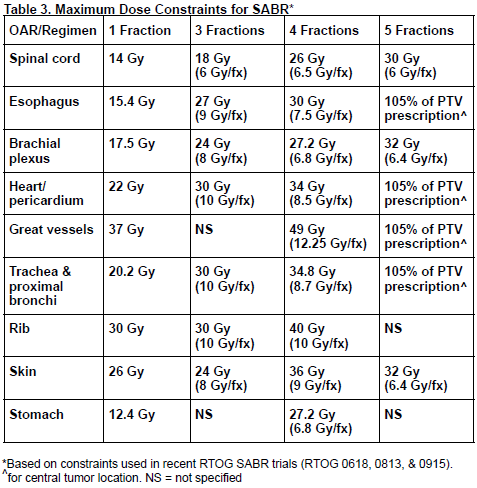 Table 3. Maximum Dose Constraints for SABR*
OAR/Regimen 1 Fraction 3 Fractions 4 Fractions 5 Fractions
Spinal cord 14 Gy 18 Gy 26 Gy 30 Gy
(6 Gy/fx) (6.5 Gy/fx) (6 Gy/fx)
Esophagus 15.4 Gy 27 Gy 30 Gy 105% of PTV
(9 Gy/fx) (7.5 Gy/fx) prescription^
Brachial 17.5 Gy 24 Gy 27.2 Gy 32 Gy
plexus (8 Gy/fx) (6.8 Gy/fx) (6.4 Gy/fx)
Heart/ 22 Gy 30 Gy 34 Gy 105% of PTV
pericardium (10 Gy/fx) (8.5 Gy/fx) prescription^
Great vessels 37 Gy NS 49 Gy 105% of PTV
(12.25 Gy/fx) prescription^
Trachea & 20.2 Gy 30 Gy 34.8 Gy 105% of PTV
proximal (10 Gy/fx) (8.7 Gy/fx) prescription^
bronchi
Rib 30 Gy 30 Gy 40 Gy NS
(10 Gy/fx) (10 Gy/fx)
Skin 26 Gy 24 Gy 36 Gy 32 Gy
(8 Gy/fx) (9 Gy/fx) (6.4 Gy/fx)
Stomach 12.4 Gy NS 27.2 Gy NS
(6.8 Gy/fx)
*Based on constraints used in recent RTOG SABR trials (RTOG 0618, 0813, & 0915).
^for central tumor location. NS = not specified